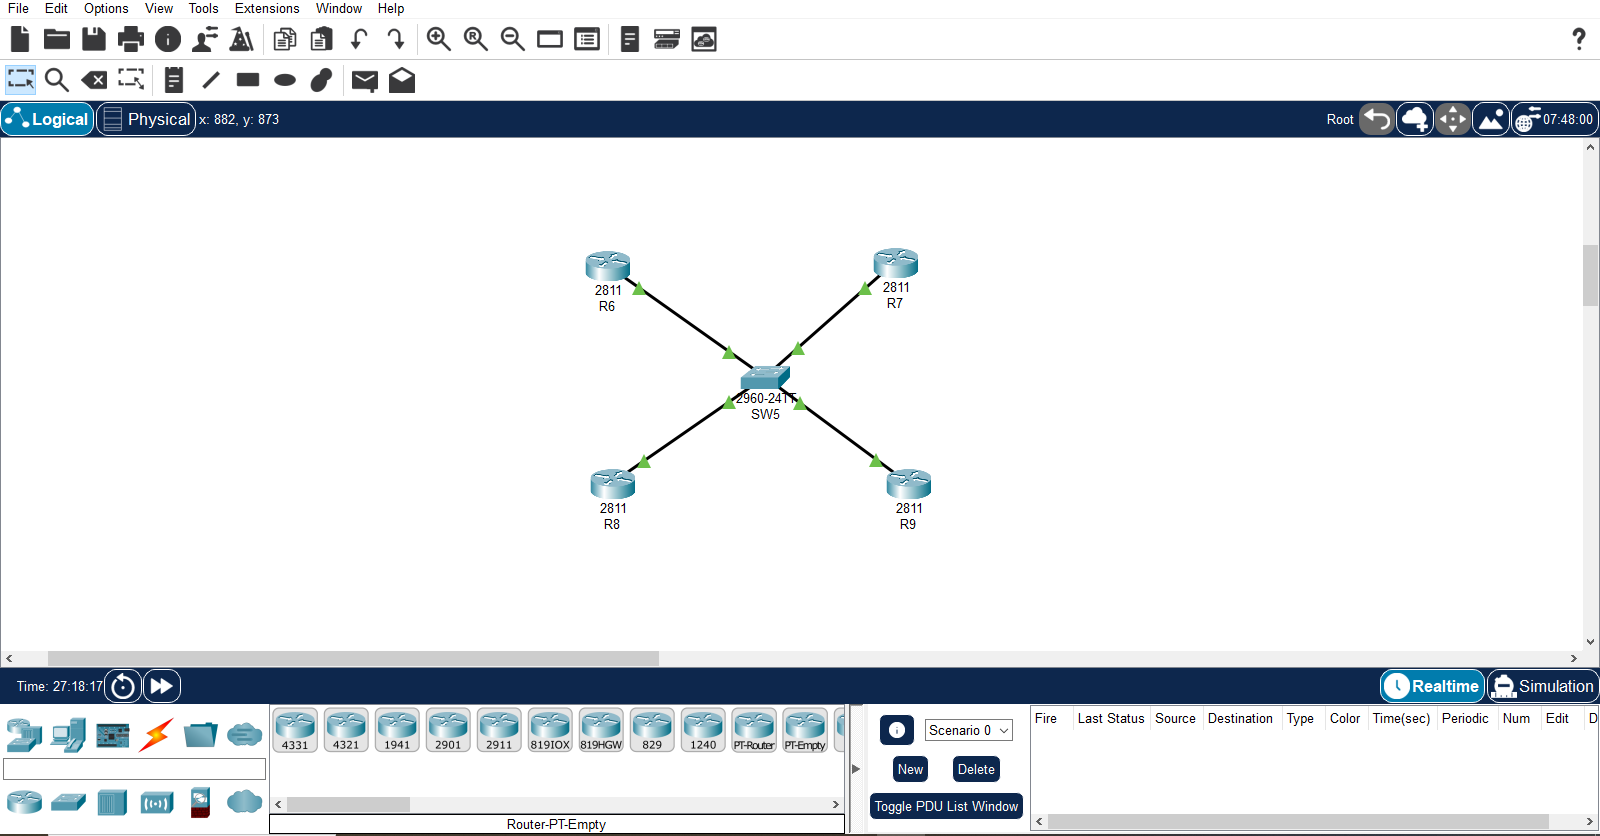 File Edit Options View Tools Extensions Window Help
?
Logical Physical x: 882, y: 873 Root 07:48:00
2811
R6
2811
R7
2960-24TT
SW5
2811
R8
2811
R9
Time: 27:18:17 Realtime Simulation
4331 4321 1941 2901 2911 819IOX 819HGW 829 1240 PT-Router PT-Empty
Router-PT-Empty
Scenario 0
New Delete
Toggle PDU List Window
Fire Last Status Source Destination Type Color Time(sec) Periodic Num Edit D